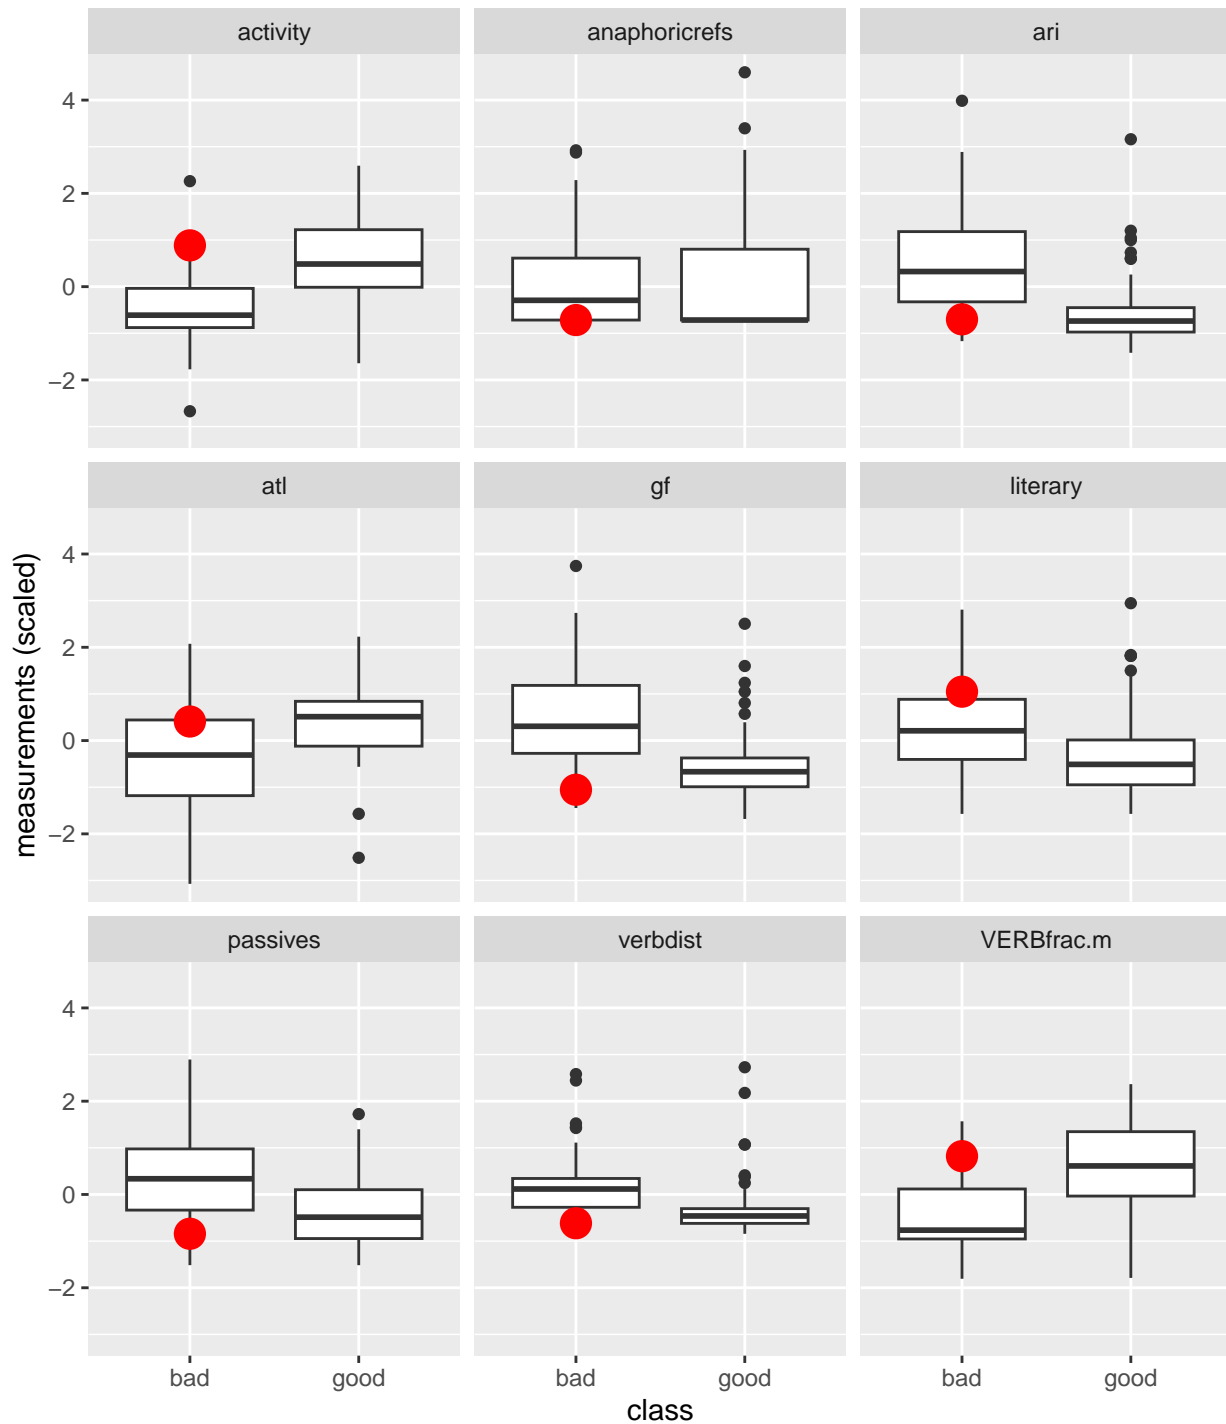 activity anaphoricrefs ari
4
2
0
−2
atl gf literary
4
2
0
−2
measurements (scaled)
passives verbdist VERBfrac.m
4
2
0
−2
bad good bad good bad good
class